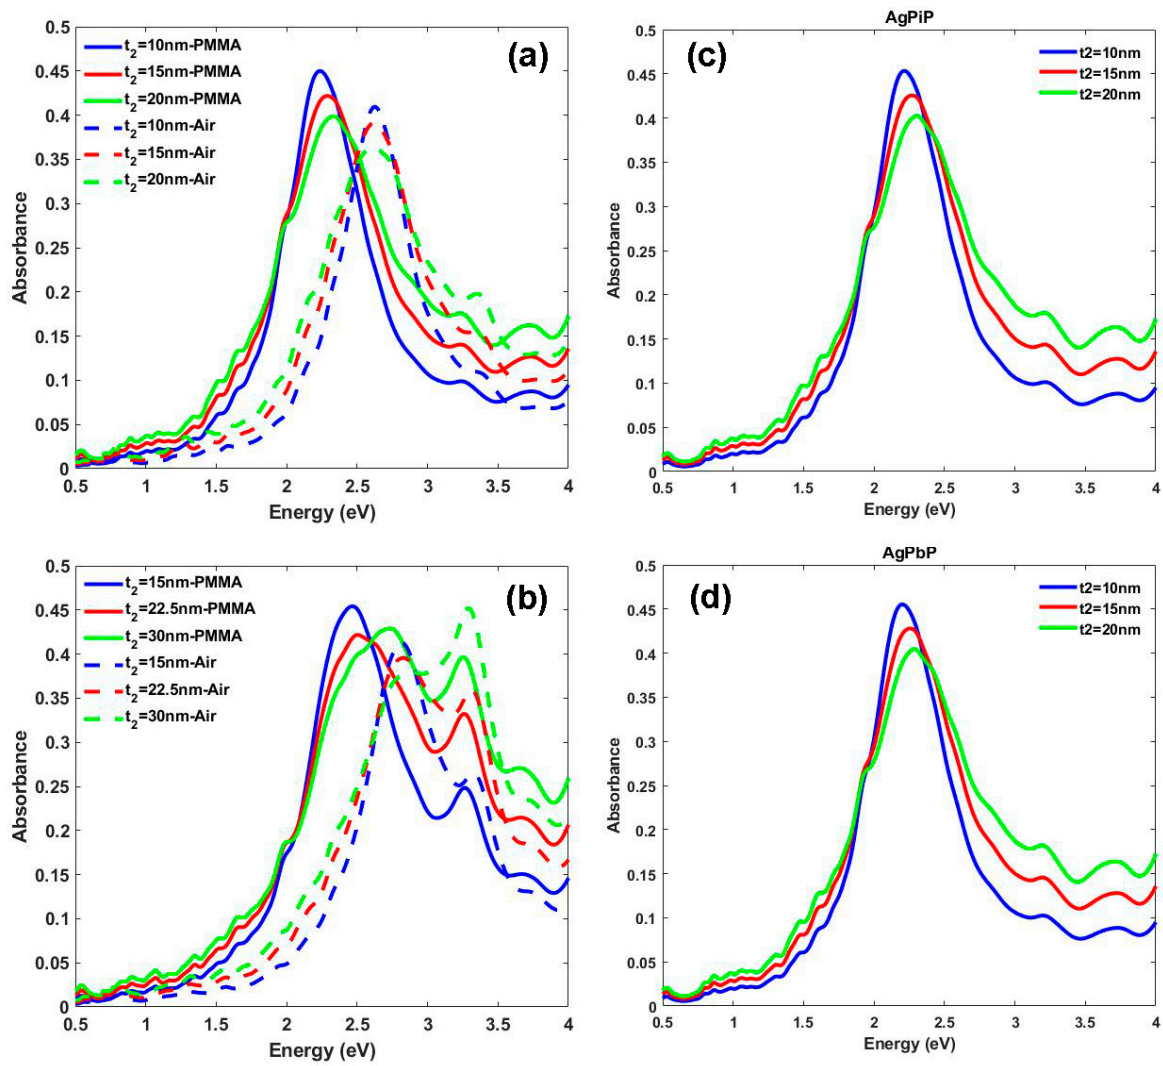 (a)
t2=10nm-PMMA
t2=15nm-PMMA
t2=20nm-PMMA
t2=10nm-Air
t2=15nm-Air
t2=20nm-Air
0.5
0.45
0.4
0.35
0.3
0.25
0.2
0.15
0.1
0.05
0
Absorbance
0.5 1 1.5 2 2.5 3 3.5 4
Energy (eV)
AgPiP
(c)
t2=10nm
t2=15nm
t2=20nm
0.5
0.45
0.4
0.35
0.3
0.25
0.2
0.15
0.1
0.05
0
Absorbance
0.5 1 1.5 2 2.5 3 3.5 4
Energy (eV)
(b)
t2=15nm-PMMA
t2=22.5nm-PMMA
t2=30nm-PMMA
t2=15nm-Air
t2=22.5nm-Air
t2=30nm-Air
0.5
0.45
0.4
0.35
0.3
0.25
0.2
0.15
0.1
0.05
0
Absorbance
0.5 1 1.5 2 2.5 3 3.5 4
Energy (eV)
AgPbP
(d)
t2=10nm
t2=15nm
t2=20nm
0.5
0.45
0.4
0.35
0.3
0.25
0.2
0.15
0.1
0.05
0
Absorbance
0.5 1 1.5 2 2.5 3 3.5 4
Energy (eV)